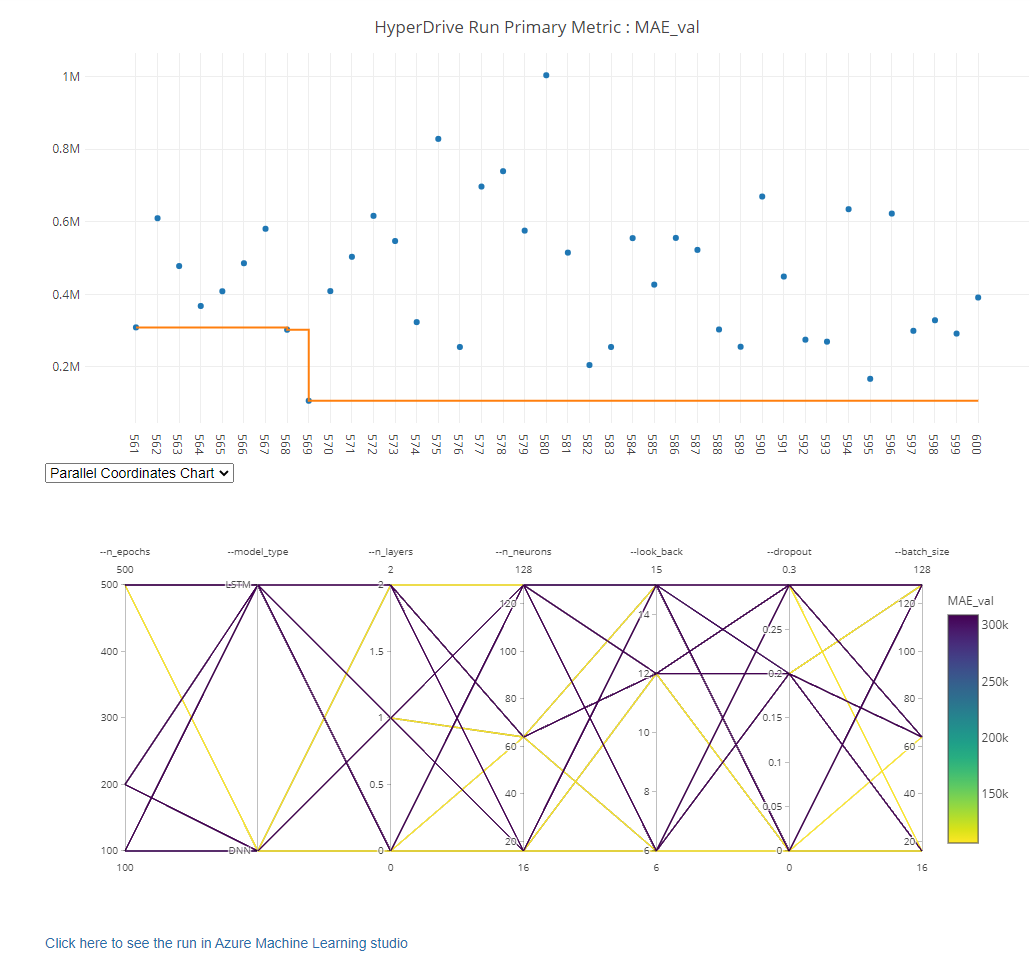 HyperDrive Run Primary Metric : MAE_val
1M
0.8M
0.6M
0.4M
0.2M
561 562 563 564 565 566 567 568 569 570 571 572 573 574 575 576 577 578 579 580 581 582 583 584 585 586 587 588 589 590 591 592 593 594 595 596 597 598 599 600
Parallel Coordinates Chart
--n_epochs --model_type --n_layers --n_neurons --look_back --dropout --batch_size
500 2 128 15 0.3 128
500 LSTM 2
120 14 0.25 120
400 1.5 100 12 0.2 100
300 1 80 10 0.15 80
60 60
200 0.5 40 8 0.1 40
0.05
20 20
100 DNN 0 6 0
100 0 16 6 0 16
MAE_val
300k
250k
200k
150k
Click here to see the run in Azure Machine Learning studio